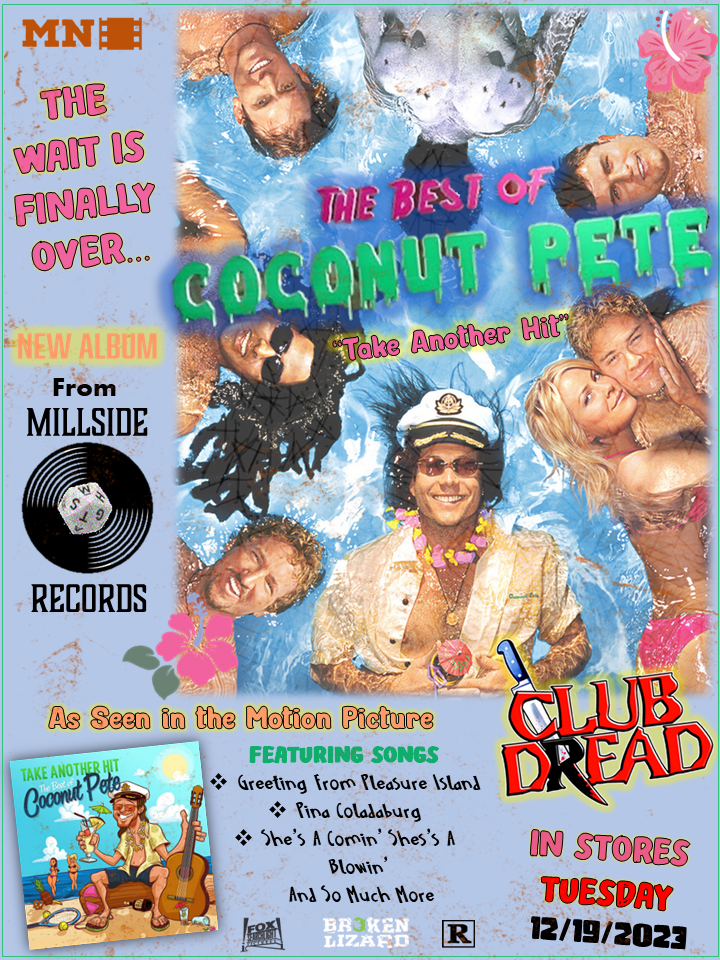 MN
THE
WAIT IS
FINALLY
OVER...
THE BEST OF
COCONUT PETE
"Take Another Hit"
NEW ALBUM
From
MILLSIDE
RECORDS
As Seen in the Motion Picture
CLUB
DREAD
TAKE ANOTHER HIT
The Best of
Coconut Pete
FEATURING SONGS
❖ Greeting From Pleasure Island
❖ Pina Coladaburg
❖ She's A Comin' Shes's A
Blowin'
And So Much More
IN STORES
TUESDAY
12/19/2023
FOX
SEARCHLIGHT
PICTURES
BR3KEN
LIZARD
R